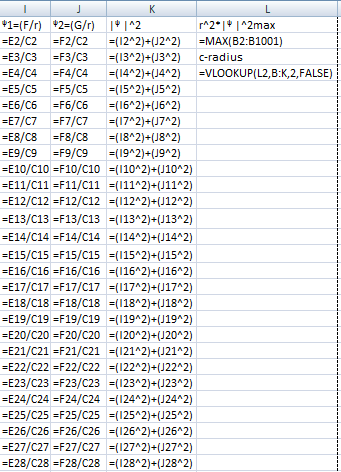 I J K L
Ψ1=(F/r) Ψ2=(G/r) |Ψ|^2 r^2*|Ψ|^2max
=E2/C2 =F2/C2 =(I2^2)+(J2^2) =MAX(B2:B1001)
=E3/C3 =F3/C3 =(I3^2)+(J3^2) c-radius
=E4/C4 =F4/C4 =(I4^2)+(J4^2) =VLOOKUP(L2,B:K,2,FALSE)
=E5/C5 =F5/C5 =(I5^2)+(J5^2)
=E6/C6 =F6/C6 =(I6^2)+(J6^2)
=E7/C7 =F7/C7 =(I7^2)+(J7^2)
=E8/C8 =F8/C8 =(I8^2)+(J8^2)
=E9/C9 =F9/C9 =(I9^2)+(J9^2)
=E10/C10 =F10/C10 =(I10^2)+(J10^2)
=E11/C11 =F11/C11 =(I11^2)+(J11^2)
=E12/C12 =F12/C12 =(I12^2)+(J12^2)
=E13/C13 =F13/C13 =(I13^2)+(J13^2)
=E14/C14 =F14/C14 =(I14^2)+(J14^2)
=E15/C15 =F15/C15 =(I15^2)+(J15^2)
=E16/C16 =F16/C16 =(I16^2)+(J16^2)
=E17/C17 =F17/C17 =(I17^2)+(J17^2)
=E18/C18 =F18/C18 =(I18^2)+(J18^2)
=E19/C19 =F19/C19 =(I19^2)+(J19^2)
=E20/C20 =F20/C20 =(I20^2)+(J20^2)
=E21/C21 =F21/C21 =(I21^2)+(J21^2)
=E22/C22 =F22/C22 =(I22^2)+(J22^2)
=E23/C23 =F23/C23 =(I23^2)+(J23^2)
=E24/C24 =F24/C24 =(I24^2)+(J24^2)
=E25/C25 =F25/C25 =(I25^2)+(J25^2)
=E26/C26 =F26/C26 =(I26^2)+(J26^2)
=E27/C27 =F27/C27 =(I27^2)+(J27^2)
=E28/C28 =F28/C28 =(I28^2)+(J28^2)